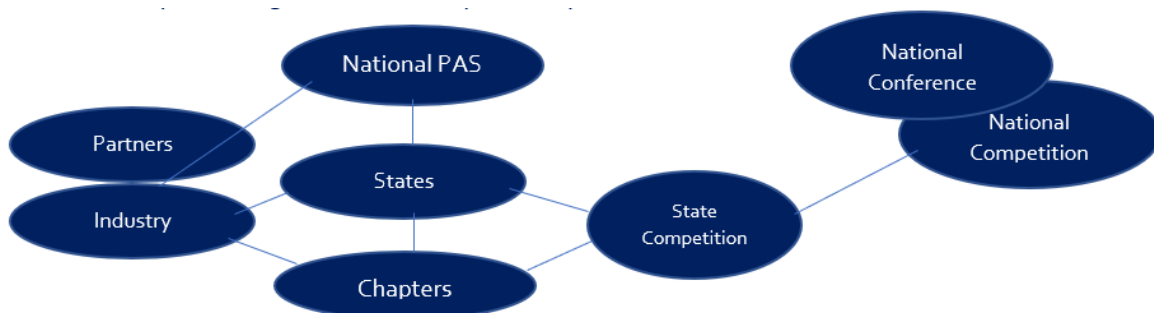 National PAS
Partners
States
Industry
Chapters
State
Competition
National
Conference
National
Competition